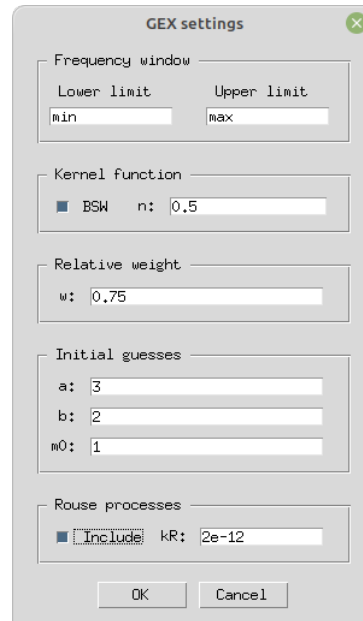 GEX settings
Frequency window
Lower limit Upper limit
min max
Kernel function
BSW n: 0.5
Relative weight
w: 0.75
Initial guesses
a: 3
b: 2
m0: 1
Rouse processes
Include kR: 2e-12
OK Cancel